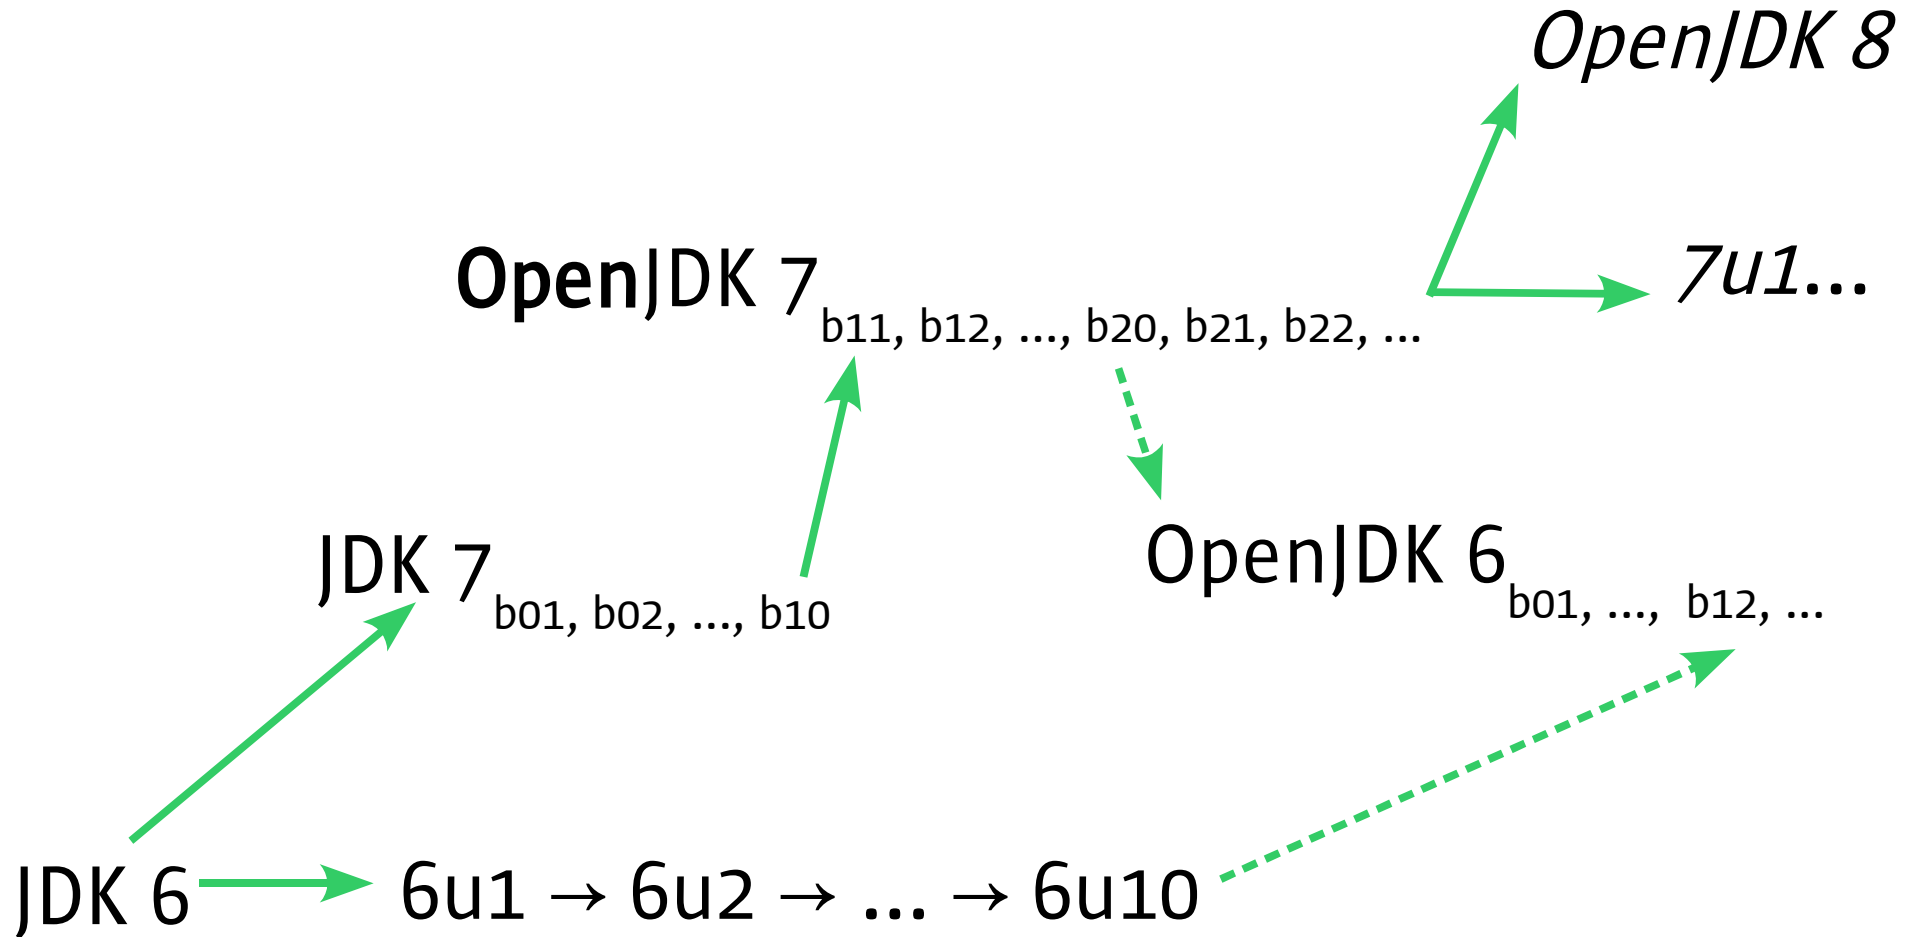 OpenJDK 8
OpenJDK 7
7u1...
b11, b12, ..., b20, b21, b22, ...
JDK 7
OpenJDK 6
b01, b02, ..., b10
b01, ..., b12, ...
JDK 6
6u1 → 6u2 → ... → 6u10